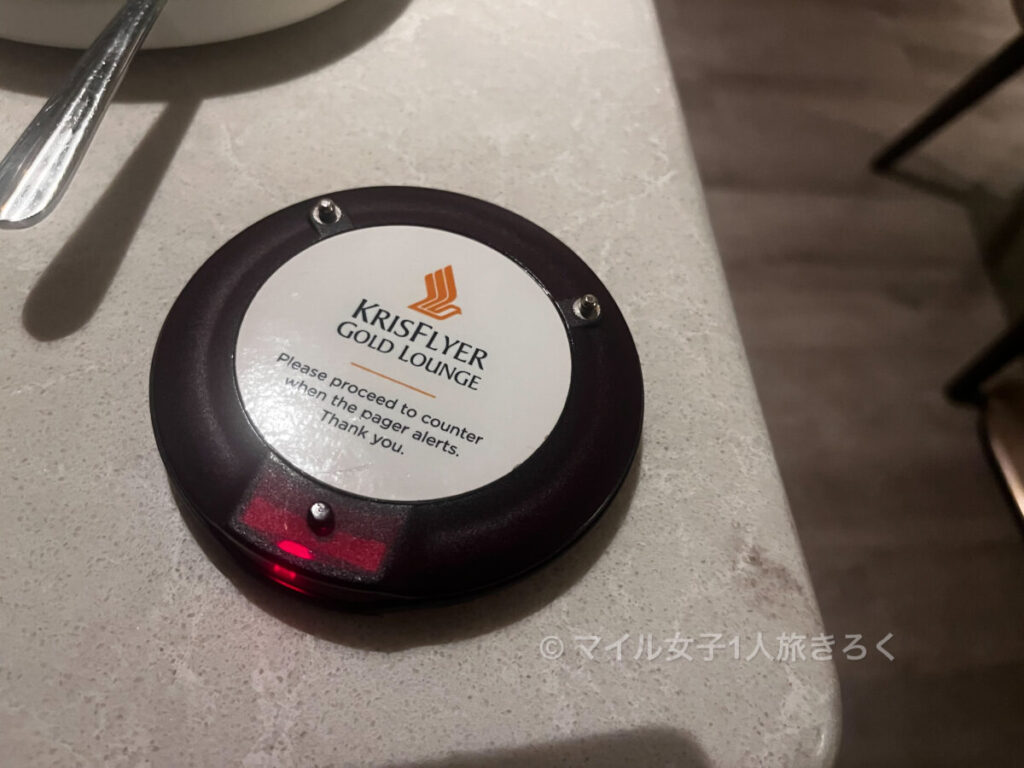 KRISFLYER
GOLD LOUNGE
Please proceed to counter
when the pager alerts.
Thank you.
© マイル女子1人旅きろく